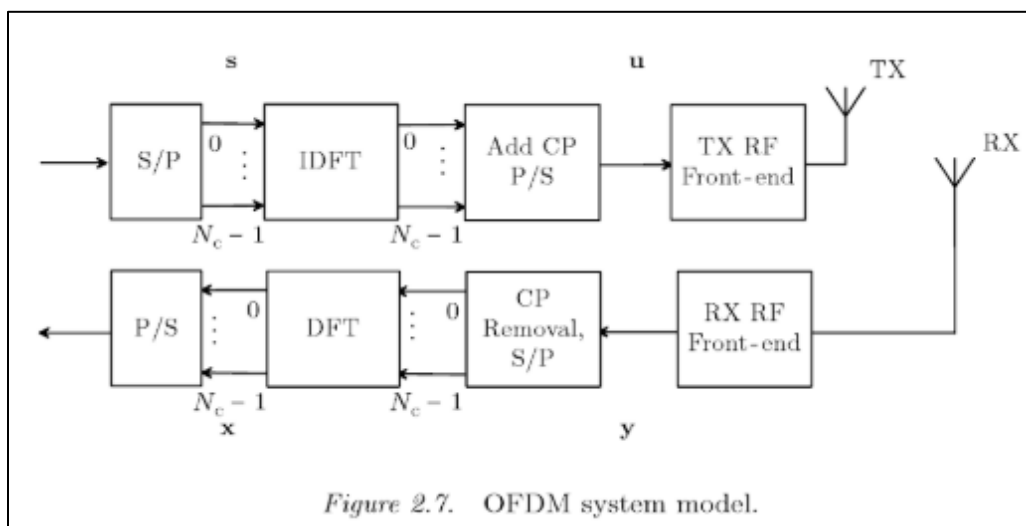 s u
TX
RX
S/P 0 ⋮ IDFT 0 ⋮ Add CP TX RF
P/S Front-end
N_c − 1 N_c − 1
P/S 0 ⋮ DFT 0 ⋮ CP RX RF
Removal, Front-end
S/P
N_c − 1 N_c − 1
x y
Figure 2.7. OFDM system model.